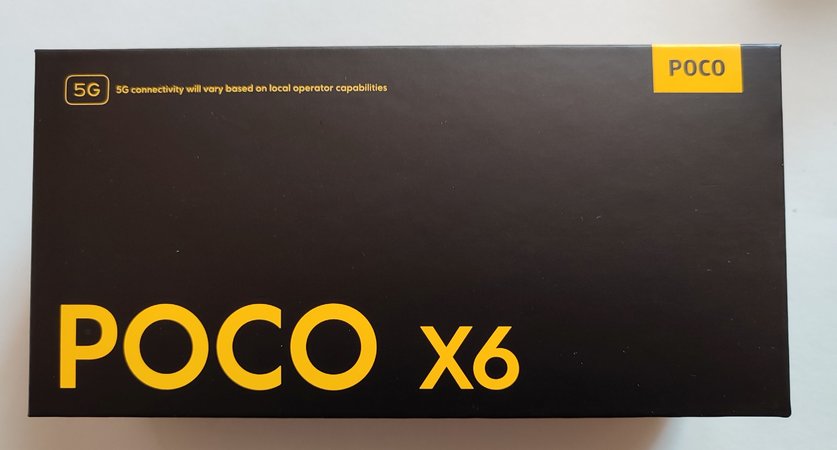 POCO
5G 5G connectivity will vary based on local operator capabilities
POCO X6